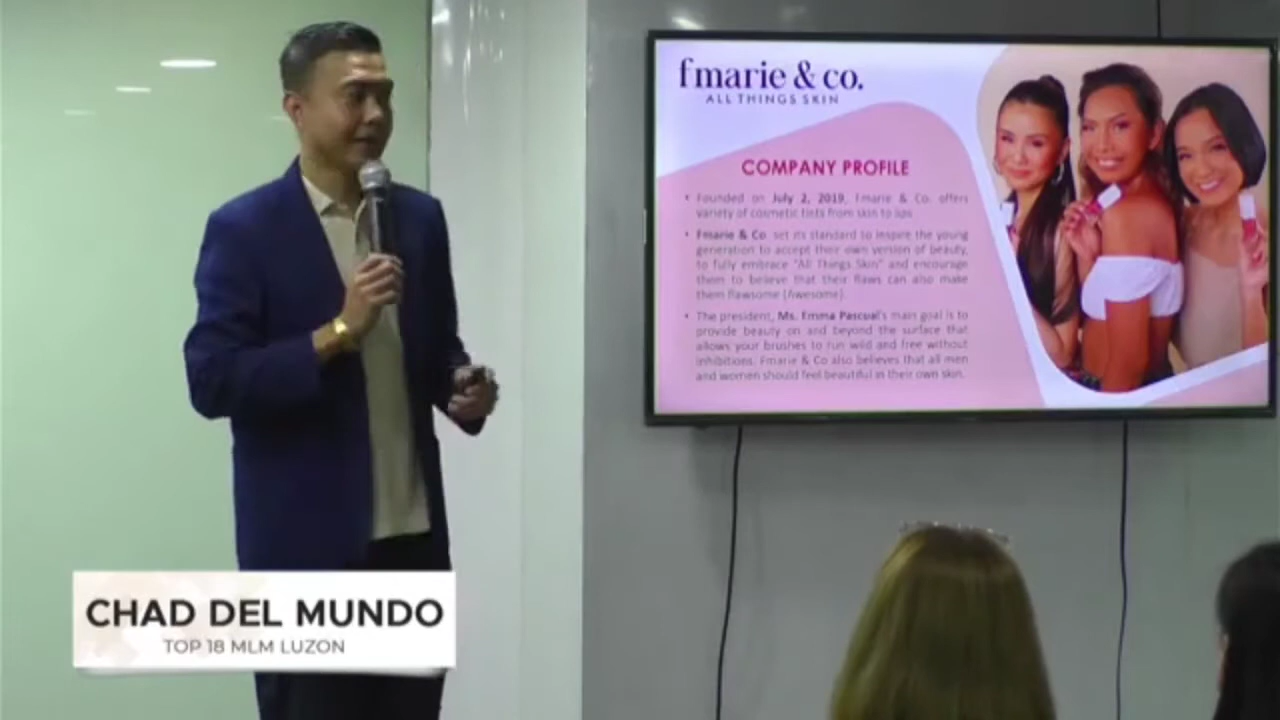 fmarie & co.
ALL THINGS SKIN
COMPANY PROFILE
• Founded on July 2, 2019, Fmarie & Co. offers
variety of cosmetic tints from skin to lips
• Fmarie & Co. set its standard to inspire the young
generation to accept their own version of beauty,
to fully embrace "All Things Skin" and encourage
them to believe that their flaws can also make
them flawsome (Awesome).
• The president, Ms. Emma Pascual's main goal is to
provide beauty on and beyond the surface that
allows your brushes to run wild and free without
inhibitions. Fmarie & Co also believes that all men
and women should feel beautiful in their own skin.
CHAD DEL MUNDO
TOP 18 MLM LUZON